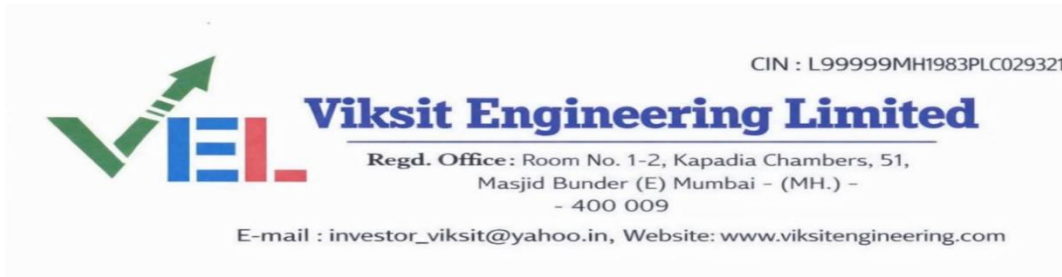 CIN : L99999MH1983PLC029321
VEL
Viksit Engineering Limited
Regd. Office: Room No. 1-2, Kapadia Chambers, 51,
Masjid Bunder (E) Mumbai - (MH.) -
- 400 009
E-mail : investor_viksit@yahoo.in, Website: www.viksitengineering.com